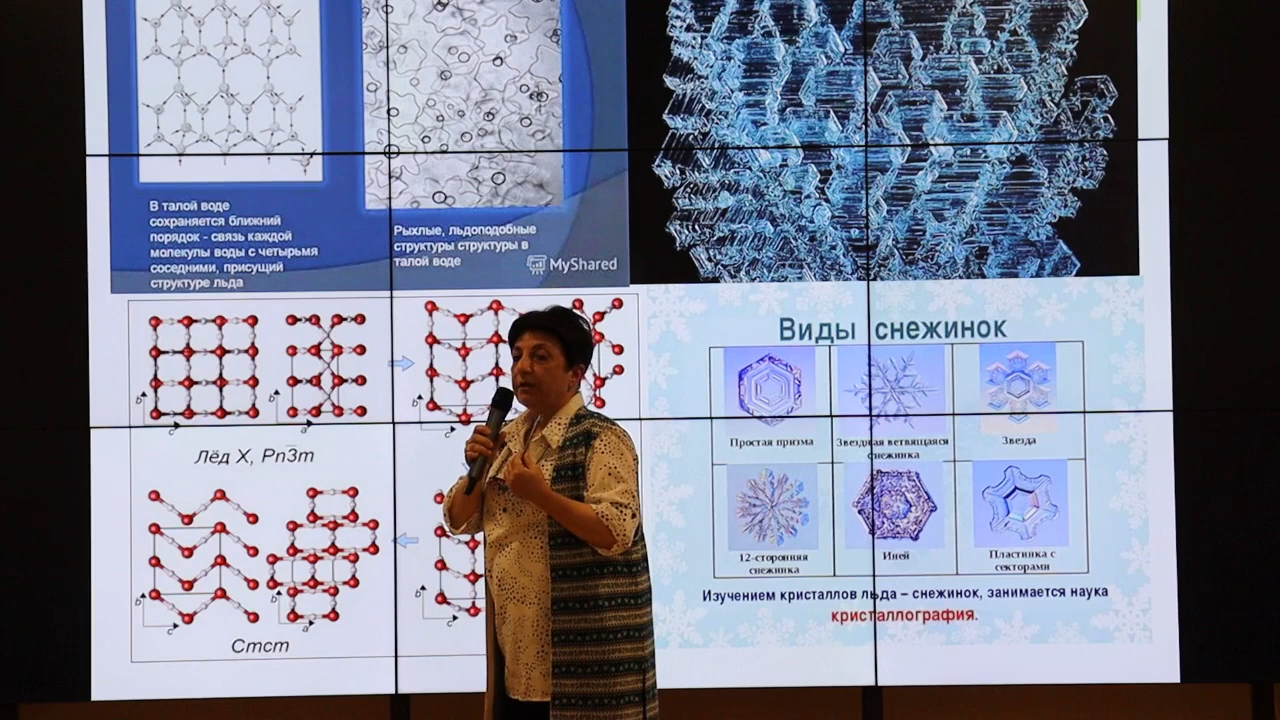 В талой воде
сохраняется ближний
порядок - связь каждой
молекулы воды с четырьмя
соседними, присущий
структуре льда
Рыхлые, льдоподобные
структуры структуры в
талой воде
MyShared
b
c
b
a
b
c
Лёд X, Pn3̅m
b
c
b
a
b
c
Cmcm
Виды снежинок
Простая призма
Звездная ветвящаяся
снежинка
Звезда
12-сторонняя
снежинка
Иней
Пластинка с
секторами
Изучением кристаллов льда – снежинок, занимается наука
кристаллография.